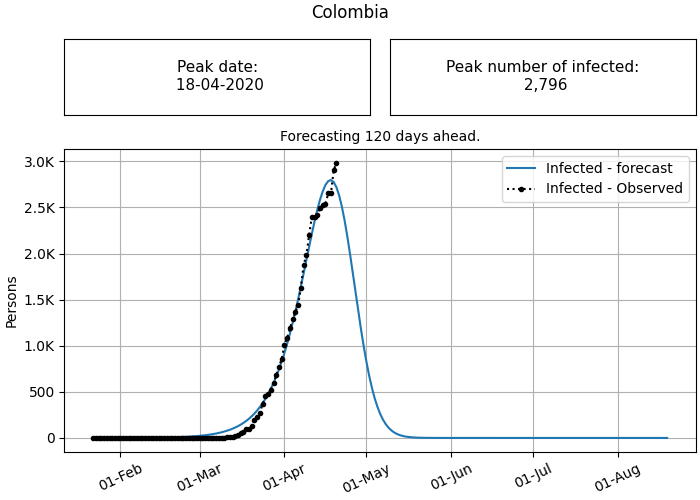 Colombia
Peak date:
18-04-2020
Peak number of infected:
2,796
Forecasting 120 days ahead.
Infected - forecast
Infected - Observed
3.0K
2.5K
2.0K
1.5K
1.0K
500
0
Persons
01-Feb
01-Mar
01-Apr
01-May
01-Jun
01-Jul
01-Aug